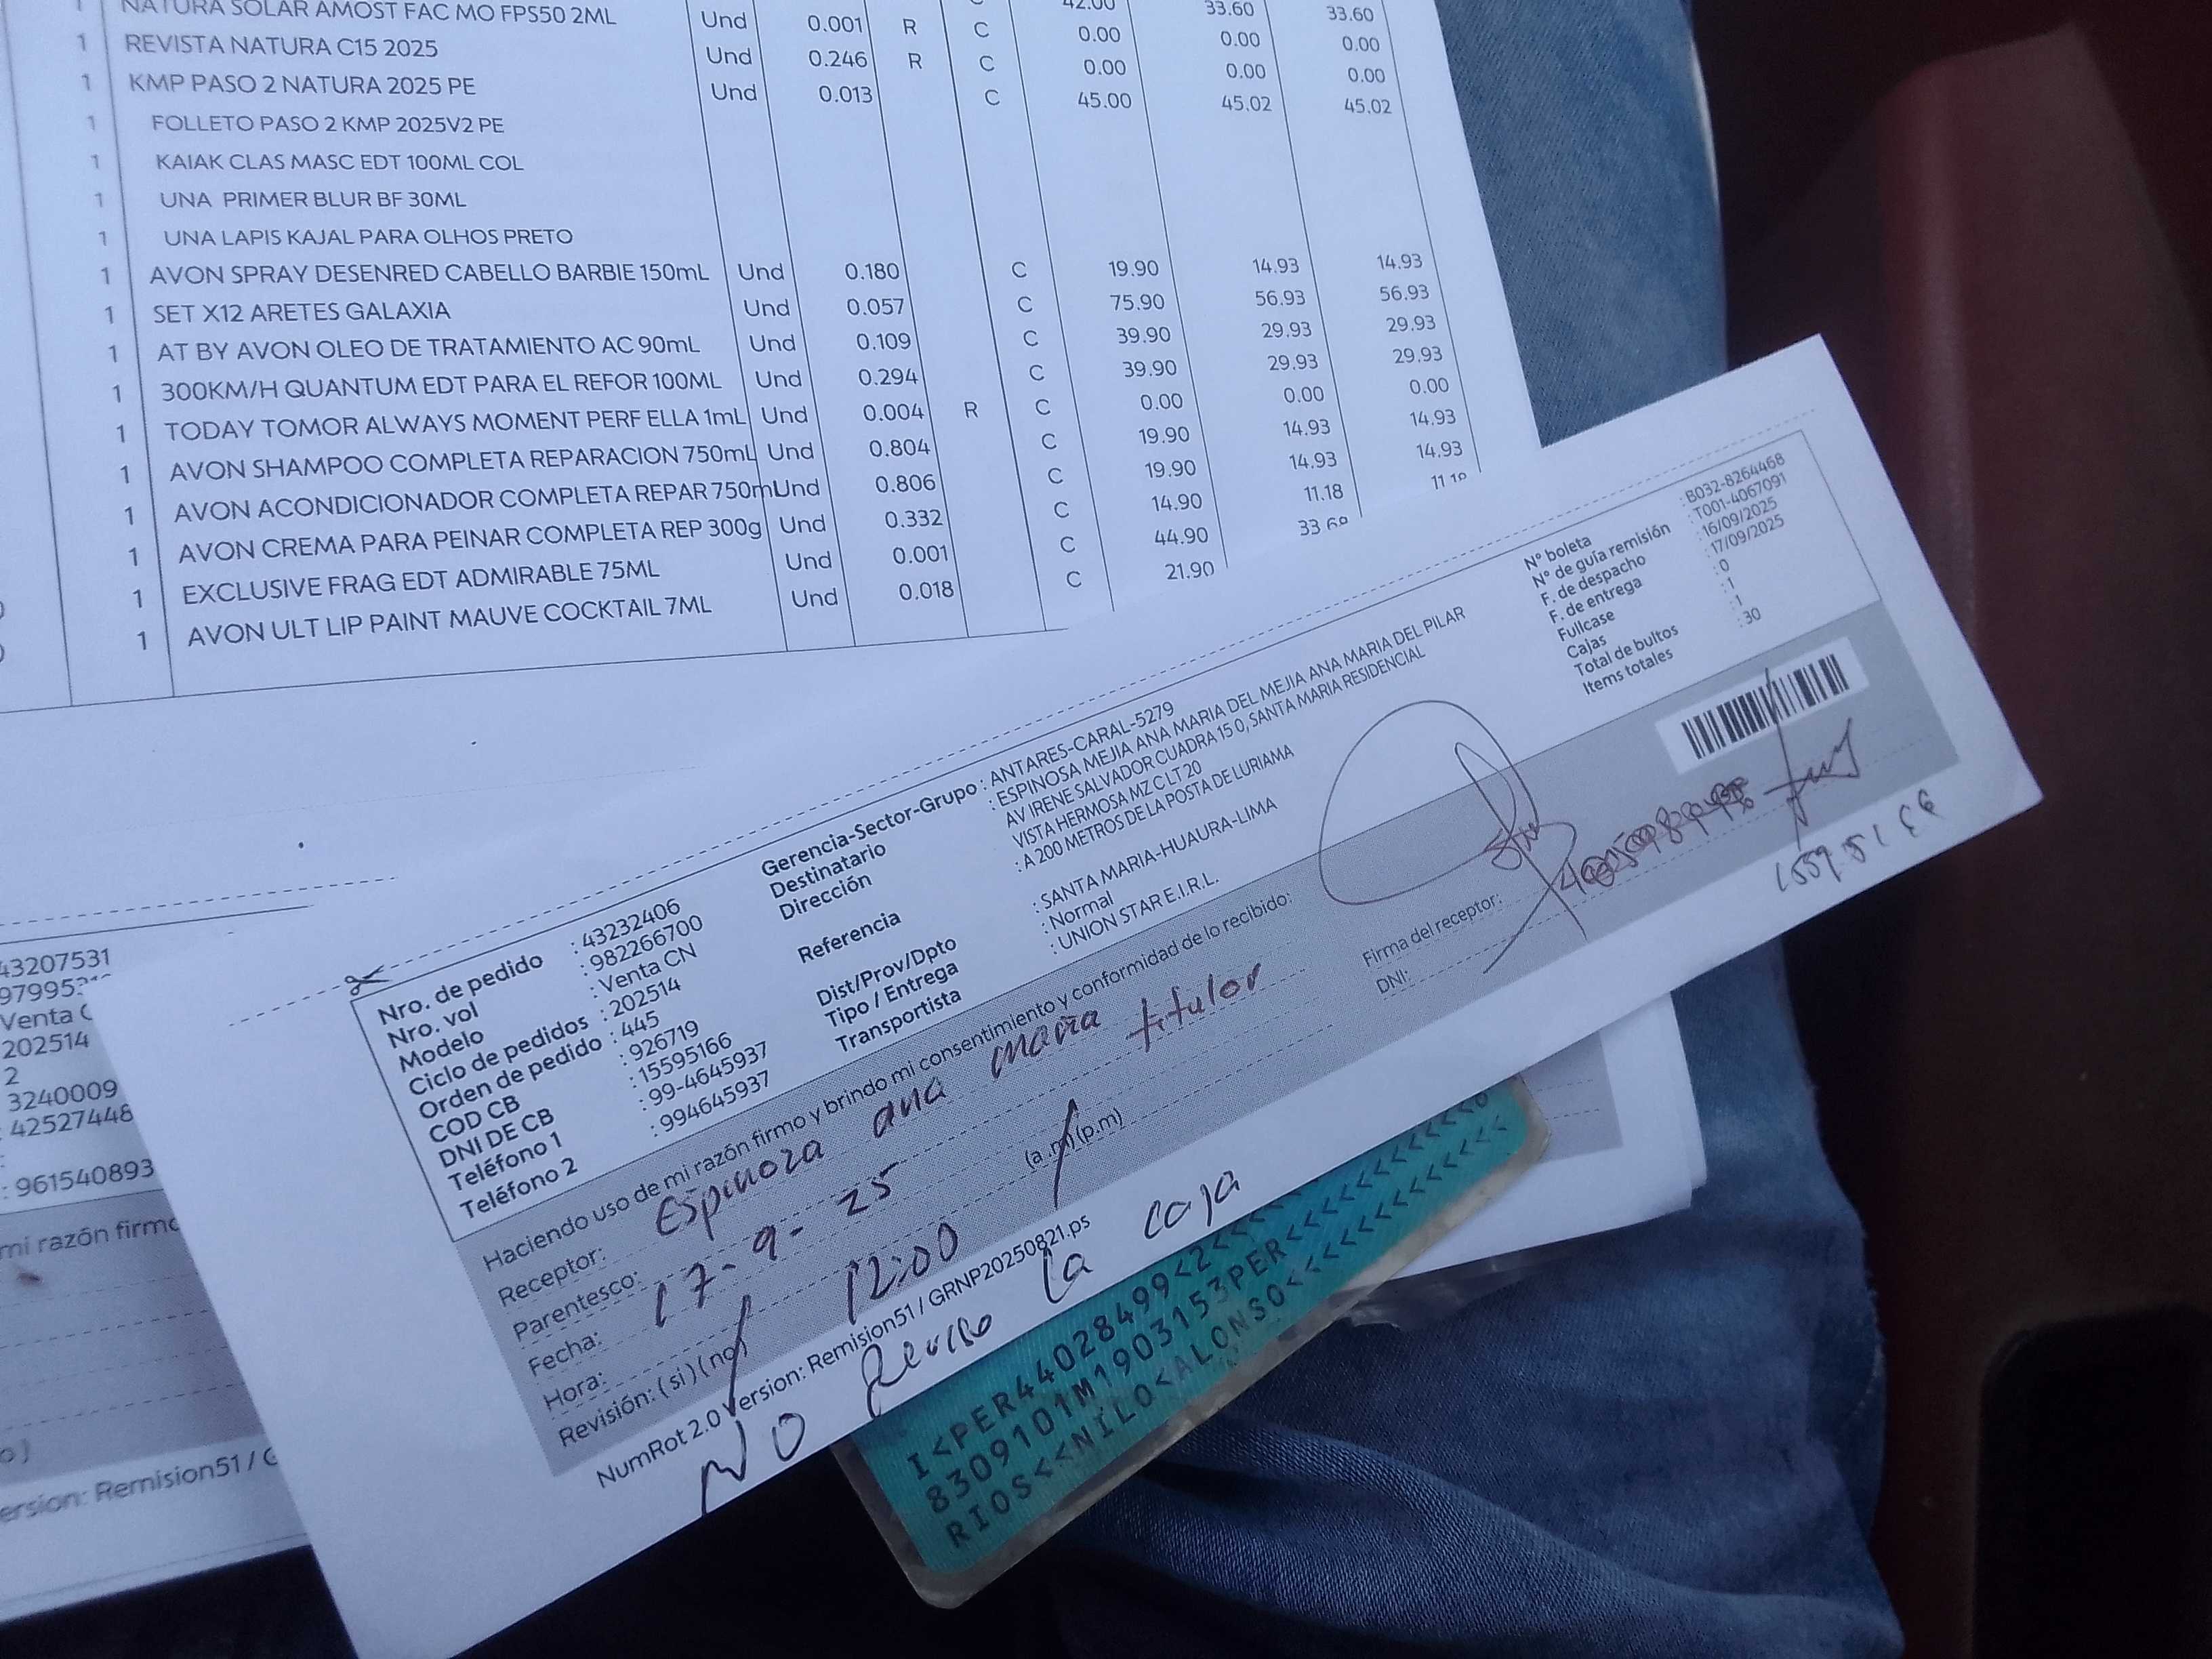 1 NATURA SOLAR AMOST FAC MO FPS50 2ML Und 0.001 R C 42.00 33.60 33.60
1 REVISTA NATURA C15 2025 Und 0.246 R C 0.00 0.00 0.00
1 KMP PASO 2 NATURA 2025 PE Und 0.013 C 0.00 0.00 0.00
1 FOLLETO PASO 2 KMP 2025V2 PE 45.00 45.02 45.02
1 KAIAK CLAS MASC EDT 100ML COL
1 UNA PRIMER BLUR BF 30ML
1 UNA LAPIS KAJAL PARA OLHOS PRETO
1 AVON SPRAY DESENRED CABELLO BARBIE 150mL Und 0.180 C 19.90 14.93 14.93
1 SET X12 ARETES GALAXIA Und 0.057 C 75.90 56.93 56.93
1 AT BY AVON OLEO DE TRATAMIENTO AC 90mL Und 0.109 C 39.90 29.93 29.93
1 300KM/H QUANTUM EDT PARA EL REFOR 100ML Und 0.294 C 39.90 29.93 29.93
1 TODAY TOMOR ALWAYS MOMENT PERF ELLA 1mL Und 0.004 R C 0.00 0.00 0.00
1 AVON SHAMPOO COMPLETA REPARACION 750mL Und 0.804 C 19.90 14.93 14.93
1 AVON ACONDICIONADOR COMPLETA REPAR 750m Und 0.806 C 19.90 14.93 14.93
1 AVON CREMA PARA PEINAR COMPLETA REP 300g Und 0.332 C 14.90 11.18 11.18
1 EXCLUSIVE FRAG EDT ADMIRABLE 75ML Und 0.001 C 44.90 33.68
1 AVON ULT LIP PAINT MAUVE COCKTAIL 7ML Und 0.018 C 21.90
43207531
Venta C
202514
2
3240009
: 42527448
: 961540893
mi razón firmo
ersion: Remision51 / G
Nro. de pedido : 43232406
Nro. vol : 982266700
Modelo : Venta CN
Ciclo de pedidos : 202514
Orden de pedido : 445
COD CB : 926719
DNI DE CB : 15595166
Teléfono 1 : 99-4645937
Teléfono 2 : 994645937
Gerencia-Sector-Grupo : ANTARES-CARAL-5279
Destinatario : ESPINOSA MEJIA ANA MARIA DEL MEJIA ANA MARIA DEL PILAR
Dirección AV IRENE SALVADOR CUADRA 15 0, SANTA MARIA RESIDENCIAL
VISTA HERMOSA MZ C LT 20
Referencia : A 200 METROS DE LA POSTA DE LURIAMA
Dist/Prov/Dpto : SANTA MARIA-HUAURA-LIMA
Tipo / Entrega : Normal
Transportista : UNION STAR E.I.R.L.
N° boleta : B032-8264468
N° de guía remisión : T001-4067091
F. de despacho : 16/09/2025
F. de entrega : 17/09/2025
Fullcase : 0
Cajas : 1
Total de bultos : 1
Items totales : 30
Haciendo uso de mi razón firmo y brindo mi consentimiento y conformidad de lo recibido:
Receptor: Espinoza ana maria titular
Parentesco:
Fecha: 17-9-25
Hora: 12:00 (a.m) (p.m)
Revisión: (si) (no)
Firma del receptor:
DNI:
15595166
NumRot 2.0 Version: Remision51 / GRNP20250821.ps
NO Reviso la caja
I<PER44028499<2<<<<<<<<<<<<<<<
8309101M1903153PER<<<<<<<<<<<
RIOS<<NILO<ALONSO<<<<<<<<<<<<